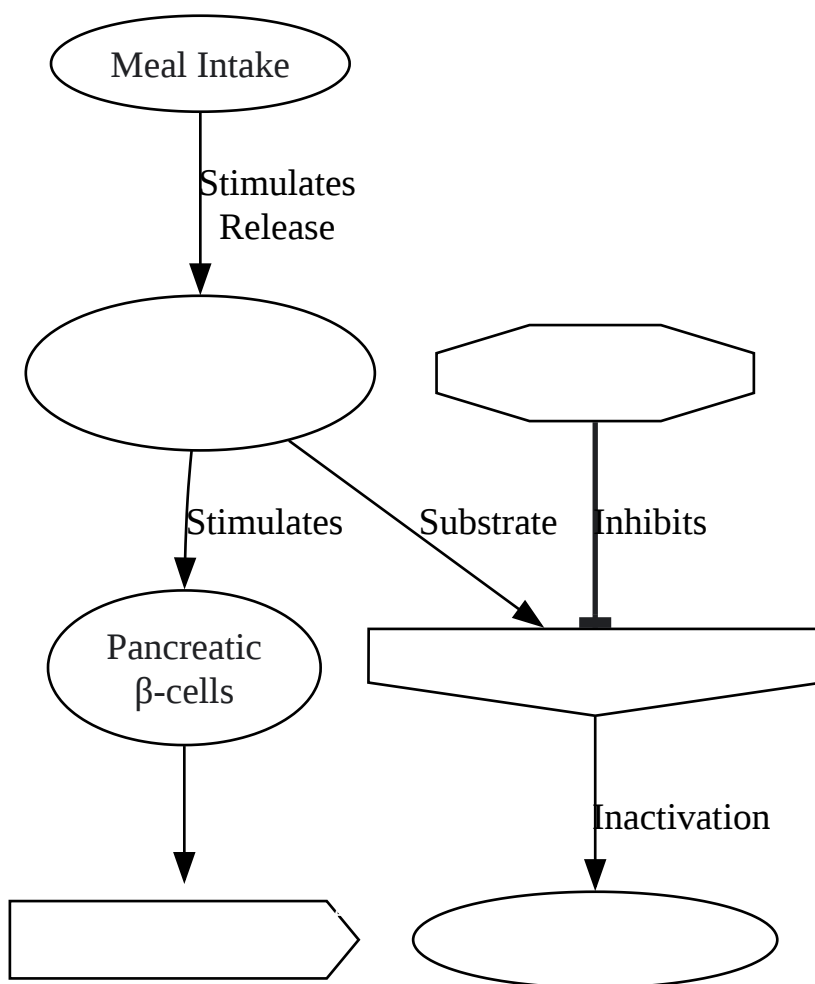 Meal Intake
Stimulates
Release
Stimulates
Substrate
Inhibits
Pancreatic
β-cells
Inactivation